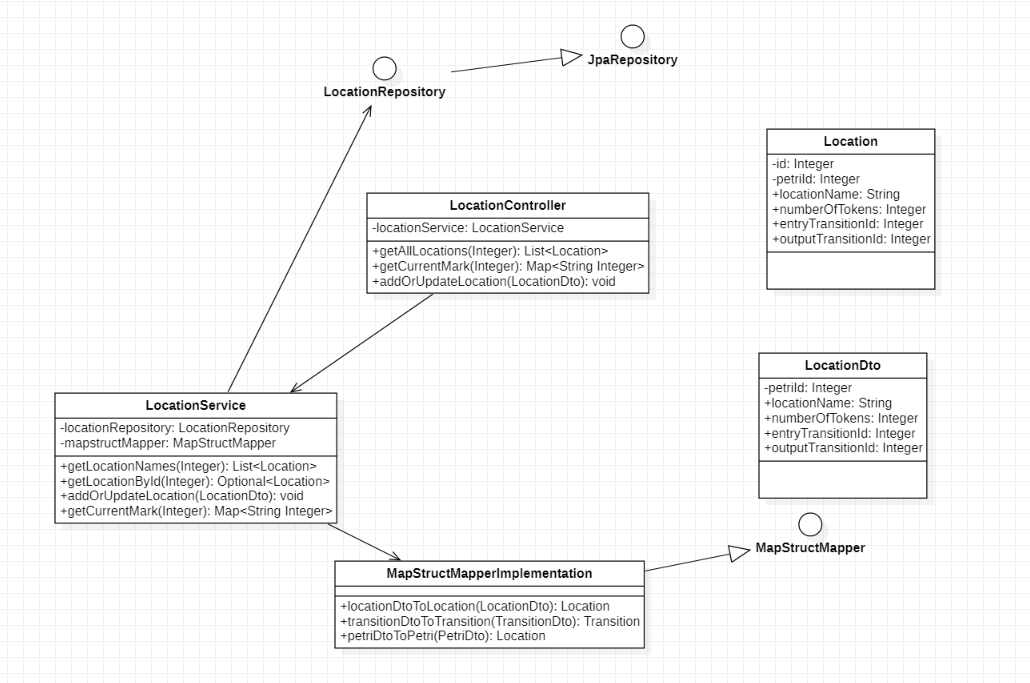 JpaRepository
LocationRepository
Location
-id: Integer
-petriId: Integer
+locationName: String
+numberOfTokens: Integer
+entryTransitionId: Integer
+outputTransitionId: Integer
LocationController
-locationService: LocationService
+getAllLocations(Integer): List<Location>
+getCurrentMark(Integer): Map<String Integer>
+addOrUpdateLocation(LocationDto): void
LocationDto
-petriId: Integer
+locationName: String
+numberOfTokens: Integer
+entryTransitionId: Integer
+outputTransitionId: Integer
LocationService
-locationRepository: LocationRepository
-mapstructMapper: MapStructMapper
+getLocationNames(Integer): List<Location>
+getLocationById(Integer): Optional<Location>
+addOrUpdateLocation(LocationDto): void
+getCurrentMark(Integer): Map<String Integer>
MapStructMapper
MapStructMapperImplementation
+locationDtoToLocation(LocationDto): Location
+transitionDtoToTransition(TransitionDto): Transition
+petriDtoToPetri(PetriDto): Location